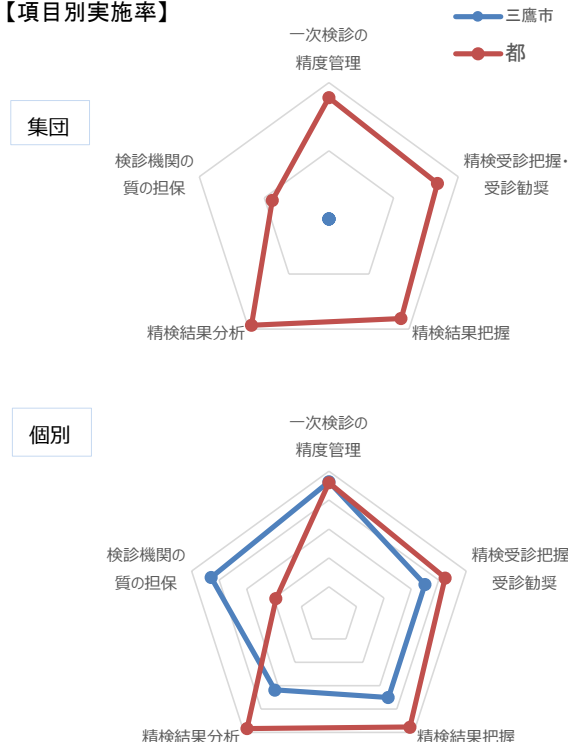 【項目別実施率】
三鷹市
都
集団
一次検診の
精度管理
検診機関の
質の担保
精検受診把握・
受診勧奨
精検結果分析
精検結果把握
個別
一次検診の
精度管理
検診機関の
質の担保
精検受診把握
受診勧奨
精検結果分析
精検結果把握